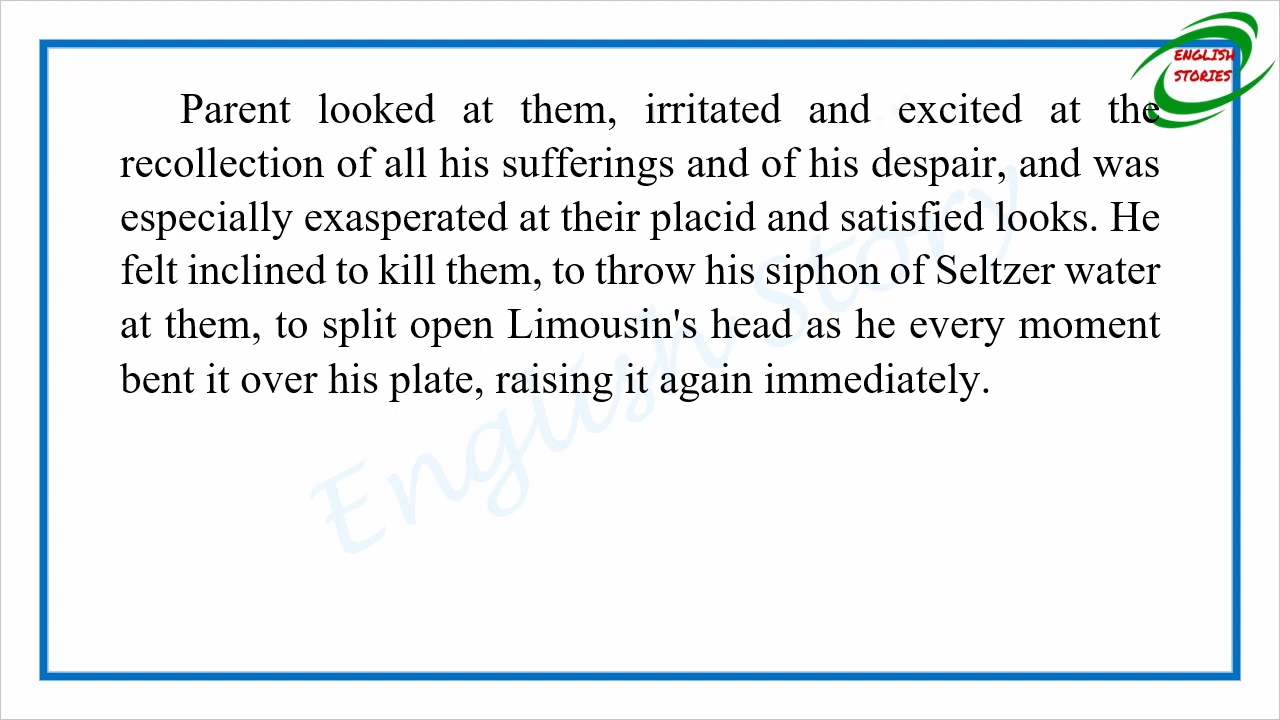 ENGLISH
STORIES
Parent looked at them, irritated and excited at the
recollection of all his sufferings and of his despair, and was
especially exasperated at their placid and satisfied looks. He
felt inclined to kill them, to throw his siphon of Seltzer water
at them, to split open Limousin's head as he every moment
bent it over his plate, raising it again immediately.
English Story